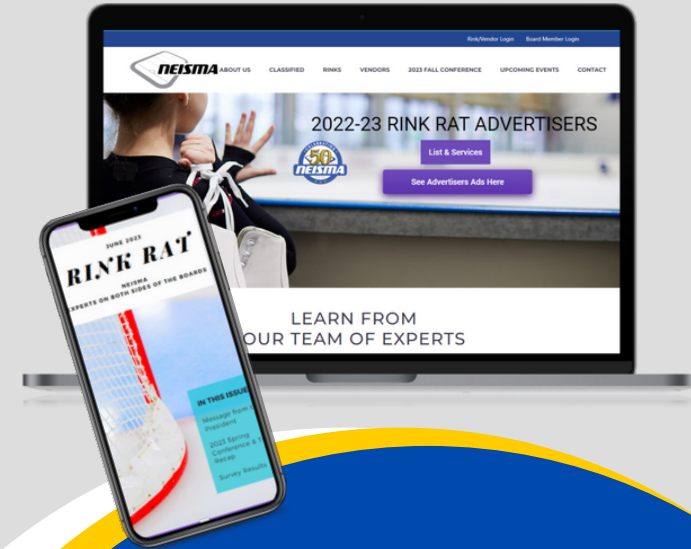 Rink/Vendor Login Board Member Login
NEISMA
ABOUT US CLASSIFIED RINKS VENDORS 2023 FALL CONFERENCE UPCOMING EVENTS CONTACT
2022-23 RINK RAT ADVERTISERS
List & Services
See Advertisers Ads Here
50
NEISMA
LEARN FROM
OUR TEAM OF EXPERTS
JUNE 2023
RINK RAT
NEISMA
EXPERTS ON BOTH SIDES OF THE BOARDS
IN THIS ISSUE
Message from
President
2023 Spring
Conference &
Recap
Survey Results